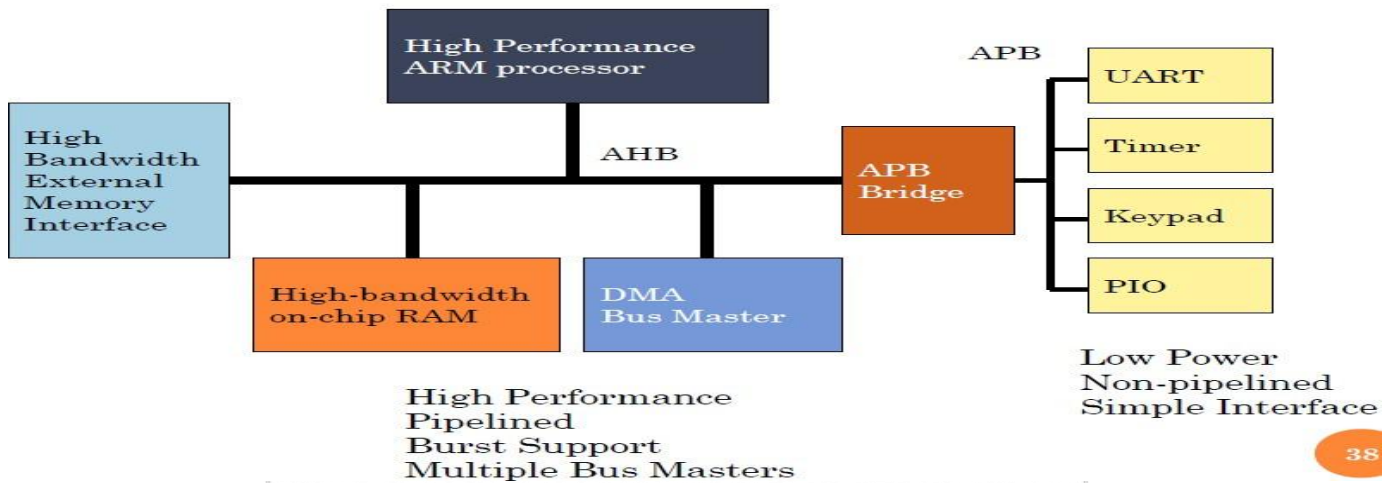 High Performance
ARM processor
APB
UART
High
Bandwidth
External
Memory
Interface
AHB
APB
Bridge
Timer
Keypad
High-bandwidth
on-chip RAM
DMA
Bus Master
PIO
High Performance
Pipelined
Burst Support
Multiple Bus Masters
Low Power
Non-pipelined
Simple Interface
38